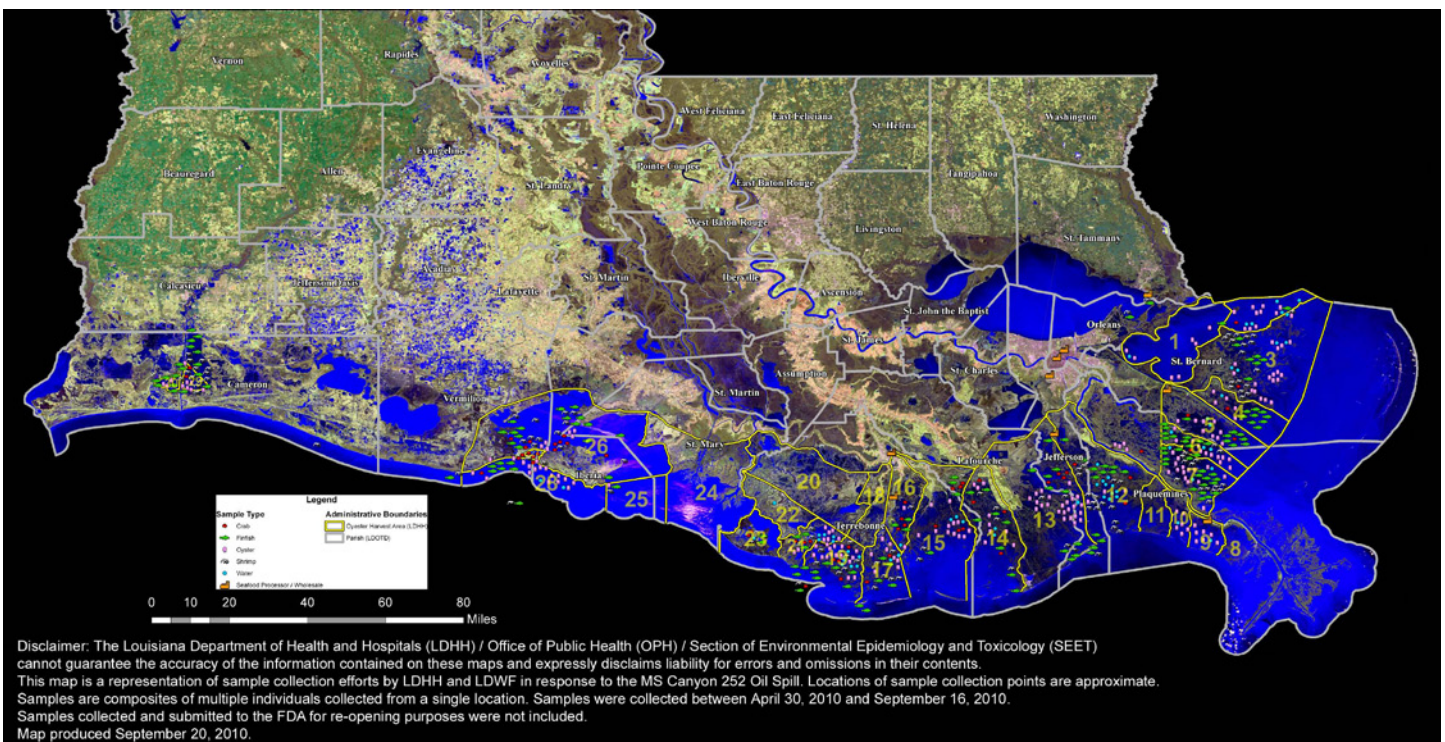 Vernon
Rapides
Avoyelles
West Feliciana
East Feliciana
St. Helena
Washington
Beauregard
Allen
Evangeline
St. Landry
Pointe Coupee
East Baton Rouge
Tangipahoa
West Baton Rouge
Livingston
St. Tammany
Calcasieu
Jefferson Davis
Acadia
Lafayette
St. Martin
Iberville
Ascension
St. John the Baptist
Orleans
St. James
1
St. Bernard
3
Cameron
Vermilion
St. Martin
Assumption
St. Charles
4
5
6
7
St. Mary
26
Iberia
25
24
20
18
16
Lafourche
Jefferson
12
Plaquemines
22
Terrebonne
13
11
10
9
8
23
19
17
15
14
Legend
Sample Type
Crab
Finfish
Oyster
Shrimp
Water
Seafood Processor / Wholesale
Administrative Boundaries
Oyster Harvest Area (LDHH)
Parish (LDOTD)
0 10 20 40 60 80
Miles
Disclaimer: The Louisiana Department of Health and Hospitals (LDHH) / Office of Public Health (OPH) / Section of Environmental Epidemiology and Toxicology (SEET)
cannot guarantee the accuracy of the information contained on these maps and expressly disclaims liability for errors and omissions in their contents.
This map is a representation of sample collection efforts by LDHH and LDWF in response to the MS Canyon 252 Oil Spill. Locations of sample collection points are approximate.
Samples are composites of multiple individuals collected from a single location. Samples were collected between April 30, 2010 and September 16, 2010.
Samples collected and submitted to the FDA for re-opening purposes were not included.
Map produced September 20, 2010.